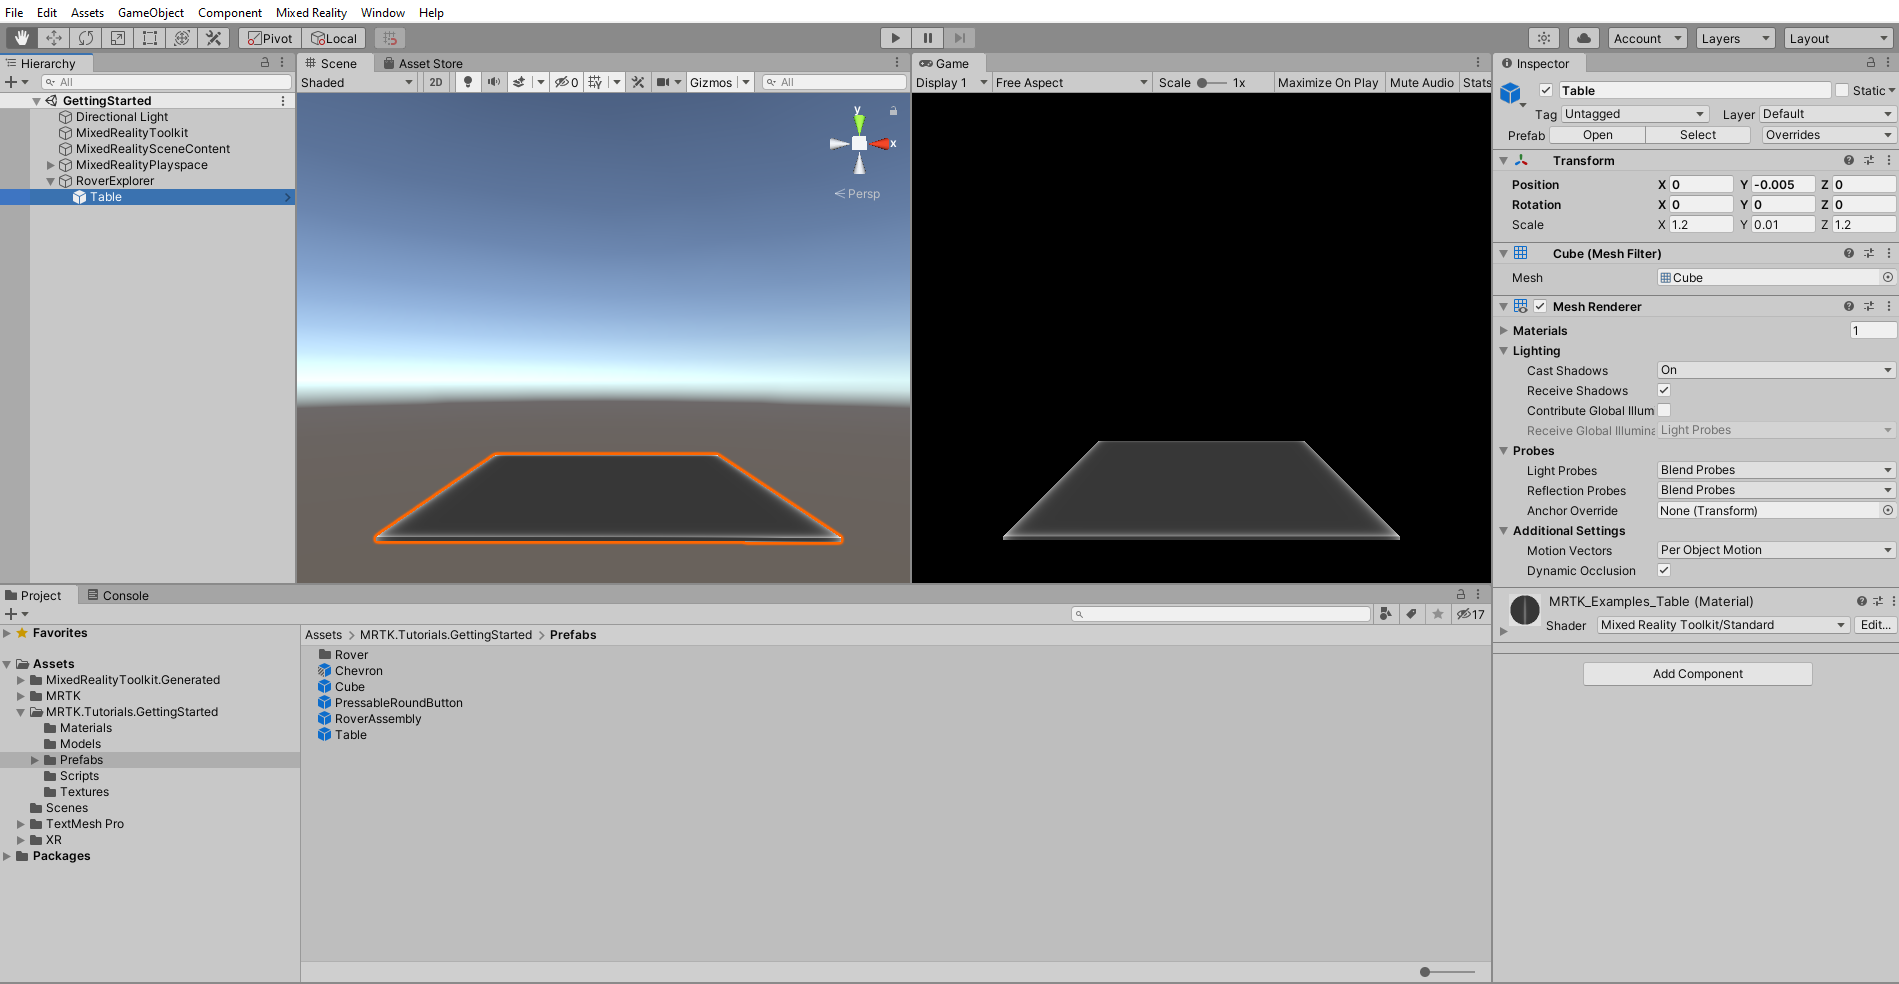 File Edit Assets GameObject Component Mixed Reality Window Help
Pivot Local Account Layers Layout
Hierarchy
All
GettingStarted
Directional Light
MixedRealityToolkit
MixedRealitySceneContent
MixedRealityPlayspace
RoverExplorer
Table
Scene Asset Store
Shaded 2D 0 Gizmos All
y
x
Persp
Game
Display 1 Free Aspect Scale 1x Maximize On Play Mute Audio Stats
Inspector
Table Static
Tag Untagged Layer Default
Prefab Open Select Overrides
Transform
Position X 0 Y -0.005 Z 0
Rotation X 0 Y 0 Z 0
Scale X 1.2 Y 0.01 Z 1.2
Cube (Mesh Filter)
Mesh Cube
Mesh Renderer
Materials 1
Lighting
Cast Shadows On
Receive Shadows
Contribute Global Illum
Receive Global Illumina Light Probes
Probes
Light Probes Blend Probes
Reflection Probes Blend Probes
Anchor Override None (Transform)
Additional Settings
Motion Vectors Per Object Motion
Dynamic Occlusion
MRTK_Examples_Table (Material)
Shader Mixed Reality Toolkit/Standard Edit...
Add Component
Project Console
17
Favorites
Assets
MixedRealityToolkit.Generated
MRTK
MRTK.Tutorials.GettingStarted
Materials
Models
Prefabs
Scripts
Textures
Scenes
TextMesh Pro
XR
Packages
Assets > MRTK.Tutorials.GettingStarted > Prefabs
Rover
Chevron
Cube
PressableRoundButton
RoverAssembly
Table